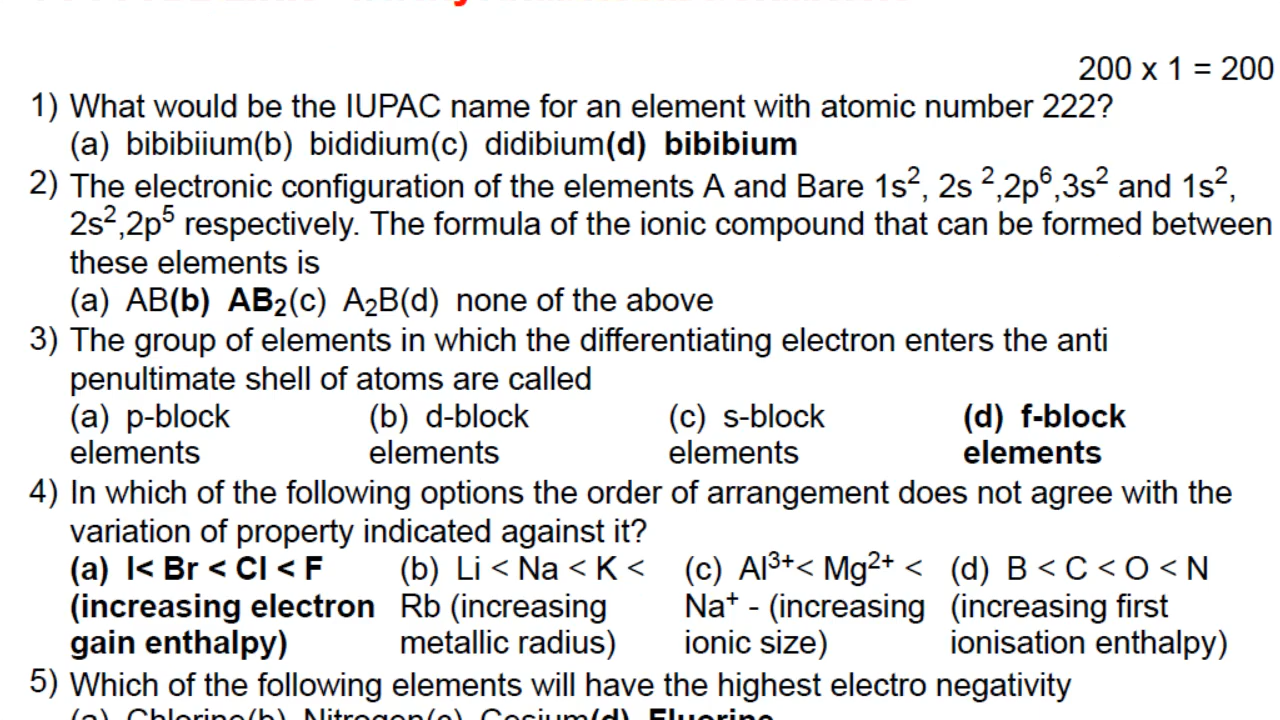 200 x 1 = 200
1) What would be the IUPAC name for an element with atomic number 222?
(a) bibibiium(b) bididium(c) didibium(d) bibibium
2) The electronic configuration of the elements A and Bare 1s², 2s ²,2p⁶,3s² and 1s²,
2s²,2p⁵ respectively. The formula of the ionic compound that can be formed between
these elements is
(a) AB(b) AB₂(c) A₂B(d) none of the above
3) The group of elements in which the differentiating electron enters the anti
penultimate shell of atoms are called
(a) p-block (b) d-block (c) s-block (d) f-block
elements elements elements elements
4) In which of the following options the order of arrangement does not agree with the
variation of property indicated against it?
(a) I< Br < Cl < F (b) Li < Na < K < (c) Al³⁺< Mg²⁺ < (d) B < C < O < N
(increasing electron Rb (increasing Na⁺ - (increasing (increasing first
gain enthalpy) metallic radius) ionic size) ionisation enthalpy)
5) Which of the following elements will have the highest electro negativity
(a) Chlorine(b) Nitrogen(c) Cesium(d) Fluorine